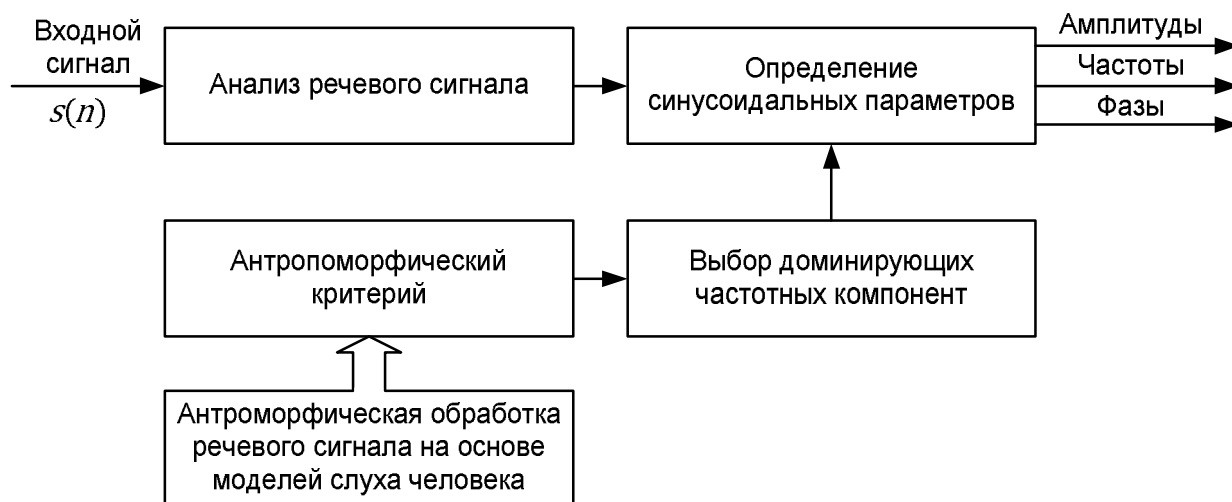 Входной
сигнал
s(n)
Анализ речевого сигнала
Определение
синусоидальных параметров
Амплитуды
Частоты
Фазы
Антропоморфический
критерий
Выбор доминирующих
частотных компонент
Антроморфическая обработка
речевого сигнала на основе
моделей слуха человека